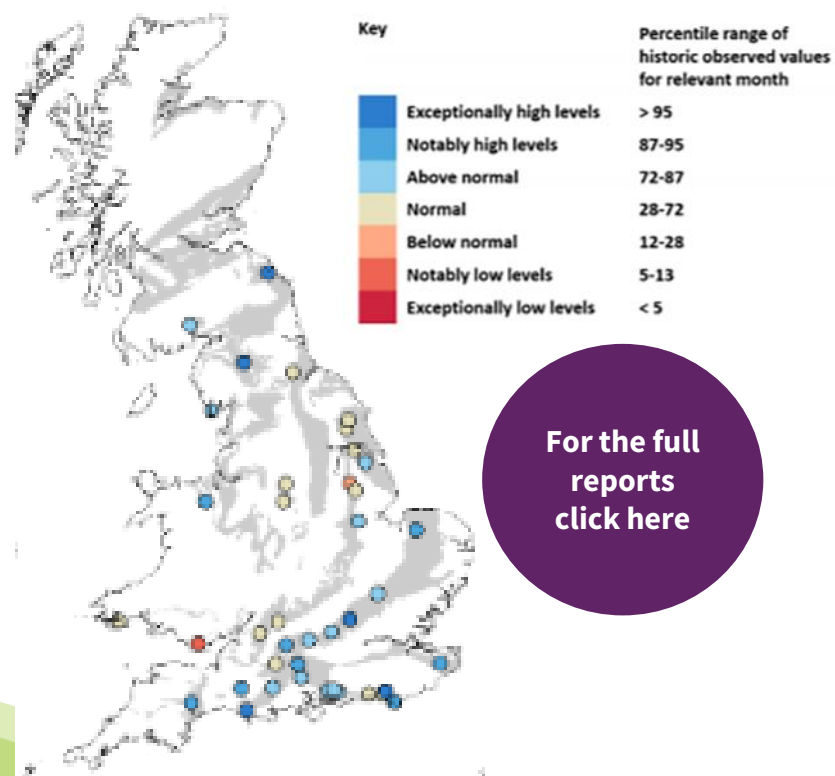 Key
Percentile range of
historic observed values
for relevant month
Exceptionally high levels > 95
Notably high levels 87-95
Above normal 72-87
Normal 28-72
Below normal 12-28
Notably low levels 5-13
Exceptionally low levels < 5
For the full
reports
click here